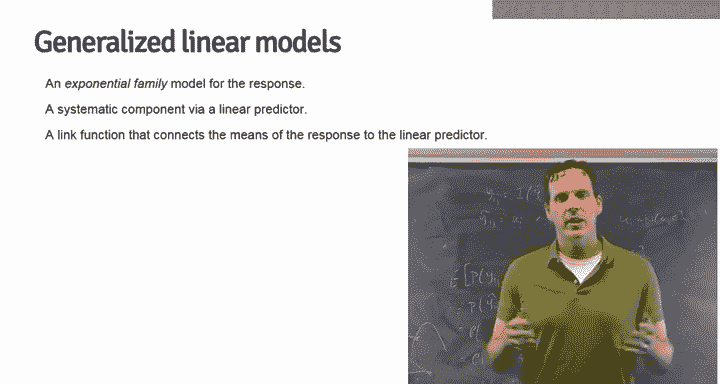 Generalized linear models
An exponential family model for the response.
A systematic component via a linear predictor.
A link function that connects the means of the response to the linear predictor.